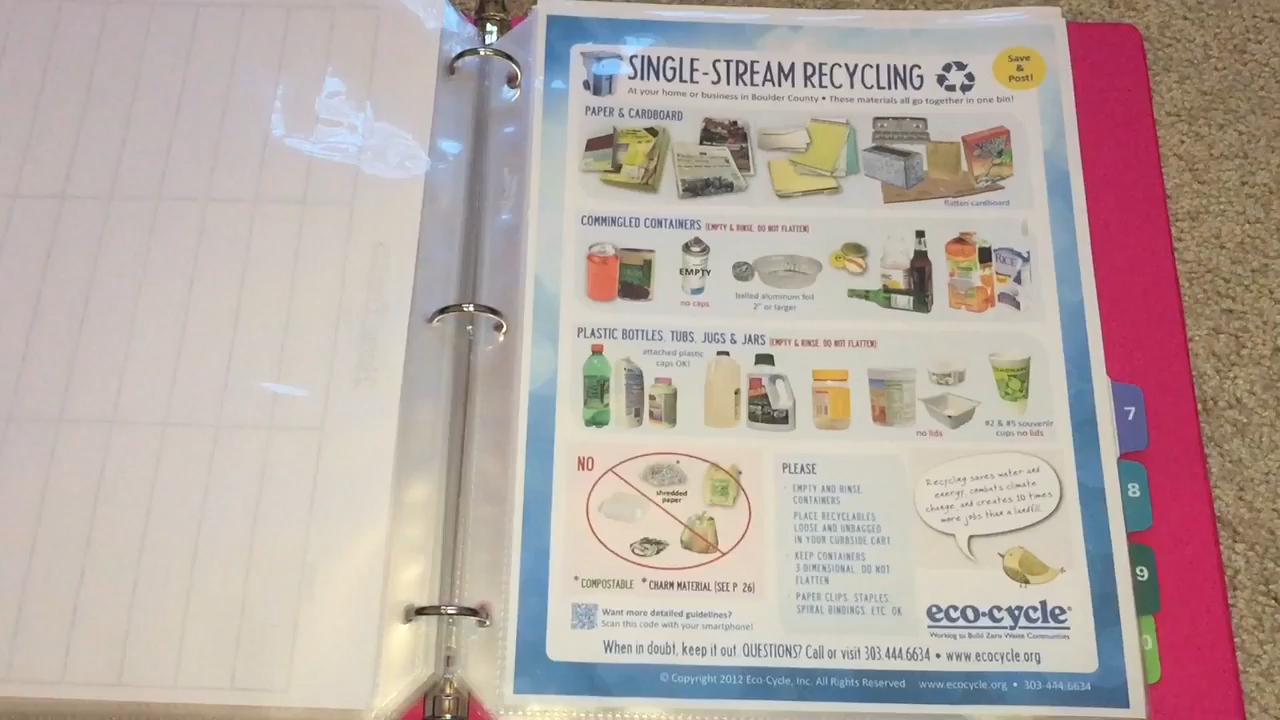 SINGLE-STREAM RECYCLING
Save
&
Post!
At your home or business in Boulder County • These materials all go together in one bin!
PAPER & CARDBOARD
flatten cardboard
COMMINGLED CONTAINERS (EMPTY & RINSE, DO NOT FLATTEN)
EMPTY
RICE
no caps
balled aluminum foil
2" or larger
PLASTIC BOTTLES, TUBS, JUGS & JARS (EMPTY & RINSE, DO NOT FLATTEN)
attached plastic
caps OK!
no lids
#2 & #5 souvenir
cups no lids
NO
shredded
paper
* COMPOSTABLE * CHARM MATERIAL (SEE P. 26)
PLEASE
• EMPTY AND RINSE
CONTAINERS
• PLACE RECYCLABLES
LOOSE AND UNBAGGED
IN YOUR CURBSIDE CART
• KEEP CONTAINERS
3 DIMENSIONAL, DO NOT
FLATTEN
• PAPER CLIPS, STAPLES,
SPIRAL BINDINGS, ETC. OK
Recycling saves water and
energy, combats climate
change, and creates 10 times
more jobs than a landfill.
Want more detailed guidelines?
Scan this code with your smartphone!
eco-cycle®
Working to Build Zero Waste Communities
When in doubt, keep it out. QUESTIONS? Call or visit 303.444.6634 • www.ecocycle.org
© Copyright 2012 Eco-Cycle, Inc. All Rights Reserved. www.ecocycle.org • 303-444-6634
7
8
9
0